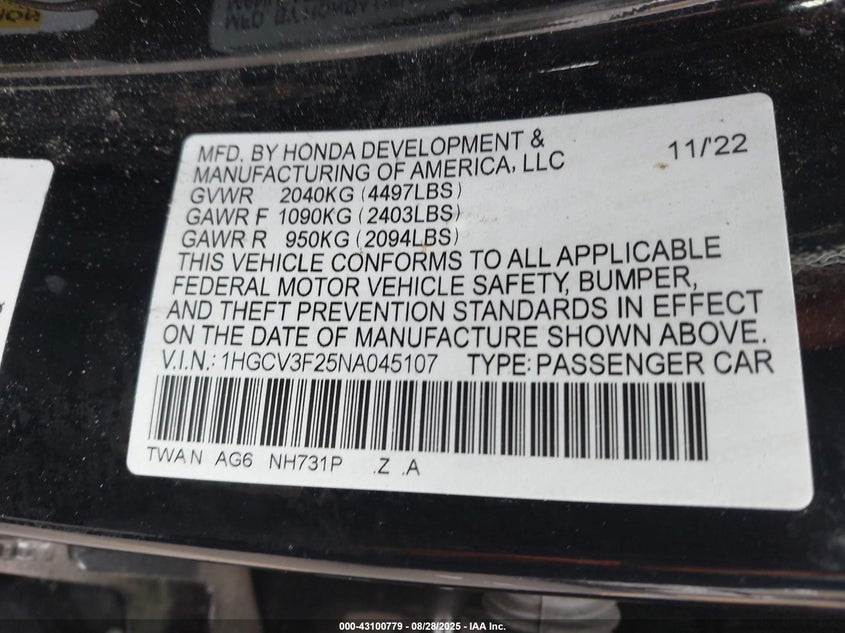 MFD. BY HONDA DEVELOPMENT &
MANUFACTURING OF AMERICA, LLC
11/'22
GVWR 2040KG (4497LBS)
GAWR F 1090KG (2403LBS)
GAWR R 950KG (2094LBS)
THIS VEHICLE CONFORMS TO ALL APPLICABLE
FEDERAL MOTOR VEHICLE SAFETY, BUMPER,
AND THEFT PREVENTION STANDARDS IN EFFECT
ON THE DATE OF MANUFACTURE SHOWN ABOVE.
V.I.N.: 1HGCV3F25NA045107 TYPE: PASSENGER CAR
TWA N AG6 NH731P .Z .A
000-43100779 - 08/28/2025 - IAA Inc.